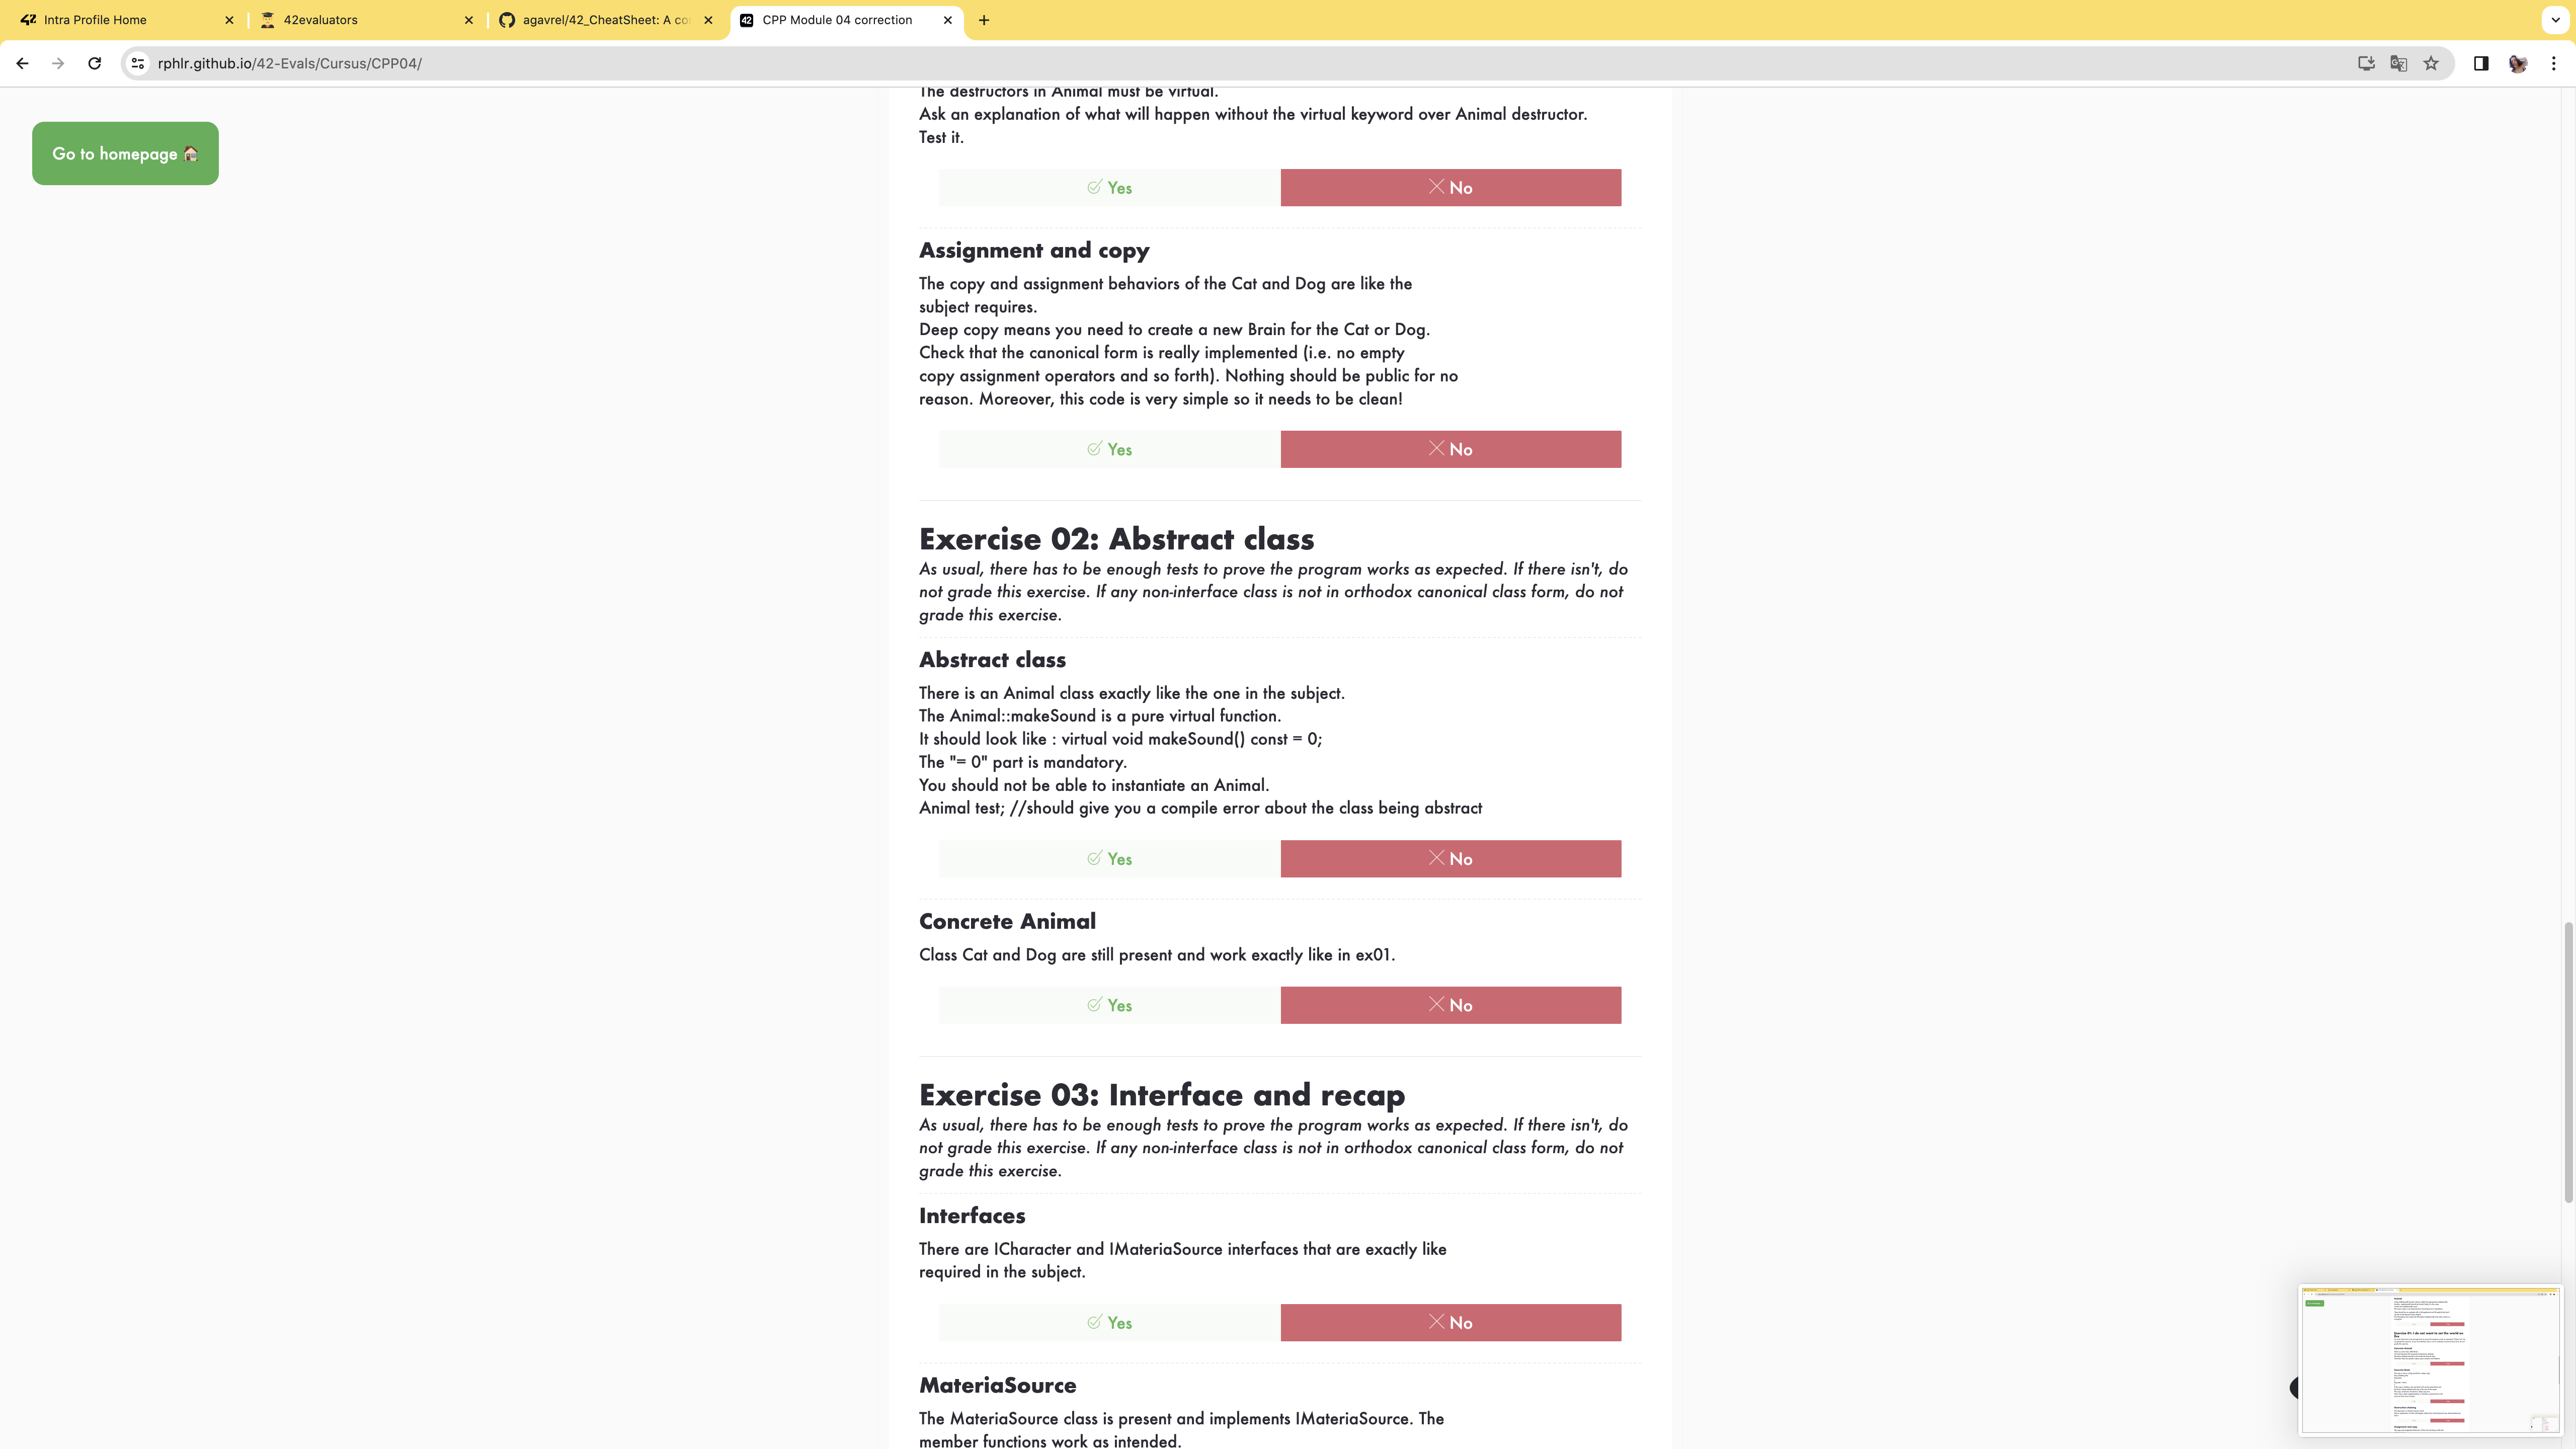 Intra Profile Home
42evaluators
agavrel/42_CheatSheet: A co
42
CPP Module 04 correction
rphlr.github.io/42-Evals/Cursus/CPP04/
Go to homepage
The destructors in Animal must be virtual.
Ask an explanation of what will happen without the virtual keyword over Animal destructor.
Test it.
Yes
No
Assignment and copy
The copy and assignment behaviors of the Cat and Dog are like the
subject requires.
Deep copy means you need to create a new Brain for the Cat or Dog.
Check that the canonical form is really implemented (i.e. no empty
copy assignment operators and so forth). Nothing should be public for no
reason. Moreover, this code is very simple so it needs to be clean!
Yes
No
Exercise 02: Abstract class
As usual, there has to be enough tests to prove the program works as expected. If there isn't, do
not grade this exercise. If any non-interface class is not in orthodox canonical class form, do not
grade this exercise.
Abstract class
There is an Animal class exactly like the one in the subject.
The Animal::makeSound is a pure virtual function.
It should look like : virtual void makeSound() const = 0;
The "= 0" part is mandatory.
You should not be able to instantiate an Animal.
Animal test; //should give you a compile error about the class being abstract
Yes
No
Concrete Animal
Class Cat and Dog are still present and work exactly like in ex01.
Yes
No
Exercise 03: Interface and recap
As usual, there has to be enough tests to prove the program works as expected. If there isn't, do
not grade this exercise. If any non-interface class is not in orthodox canonical class form, do not
grade this exercise.
Interfaces
There are ICharacter and IMateriaSource interfaces that are exactly like
required in the subject.
Yes
No
MateriaSource
The MateriaSource class is present and implements IMateriaSource. The
member functions work as intended.